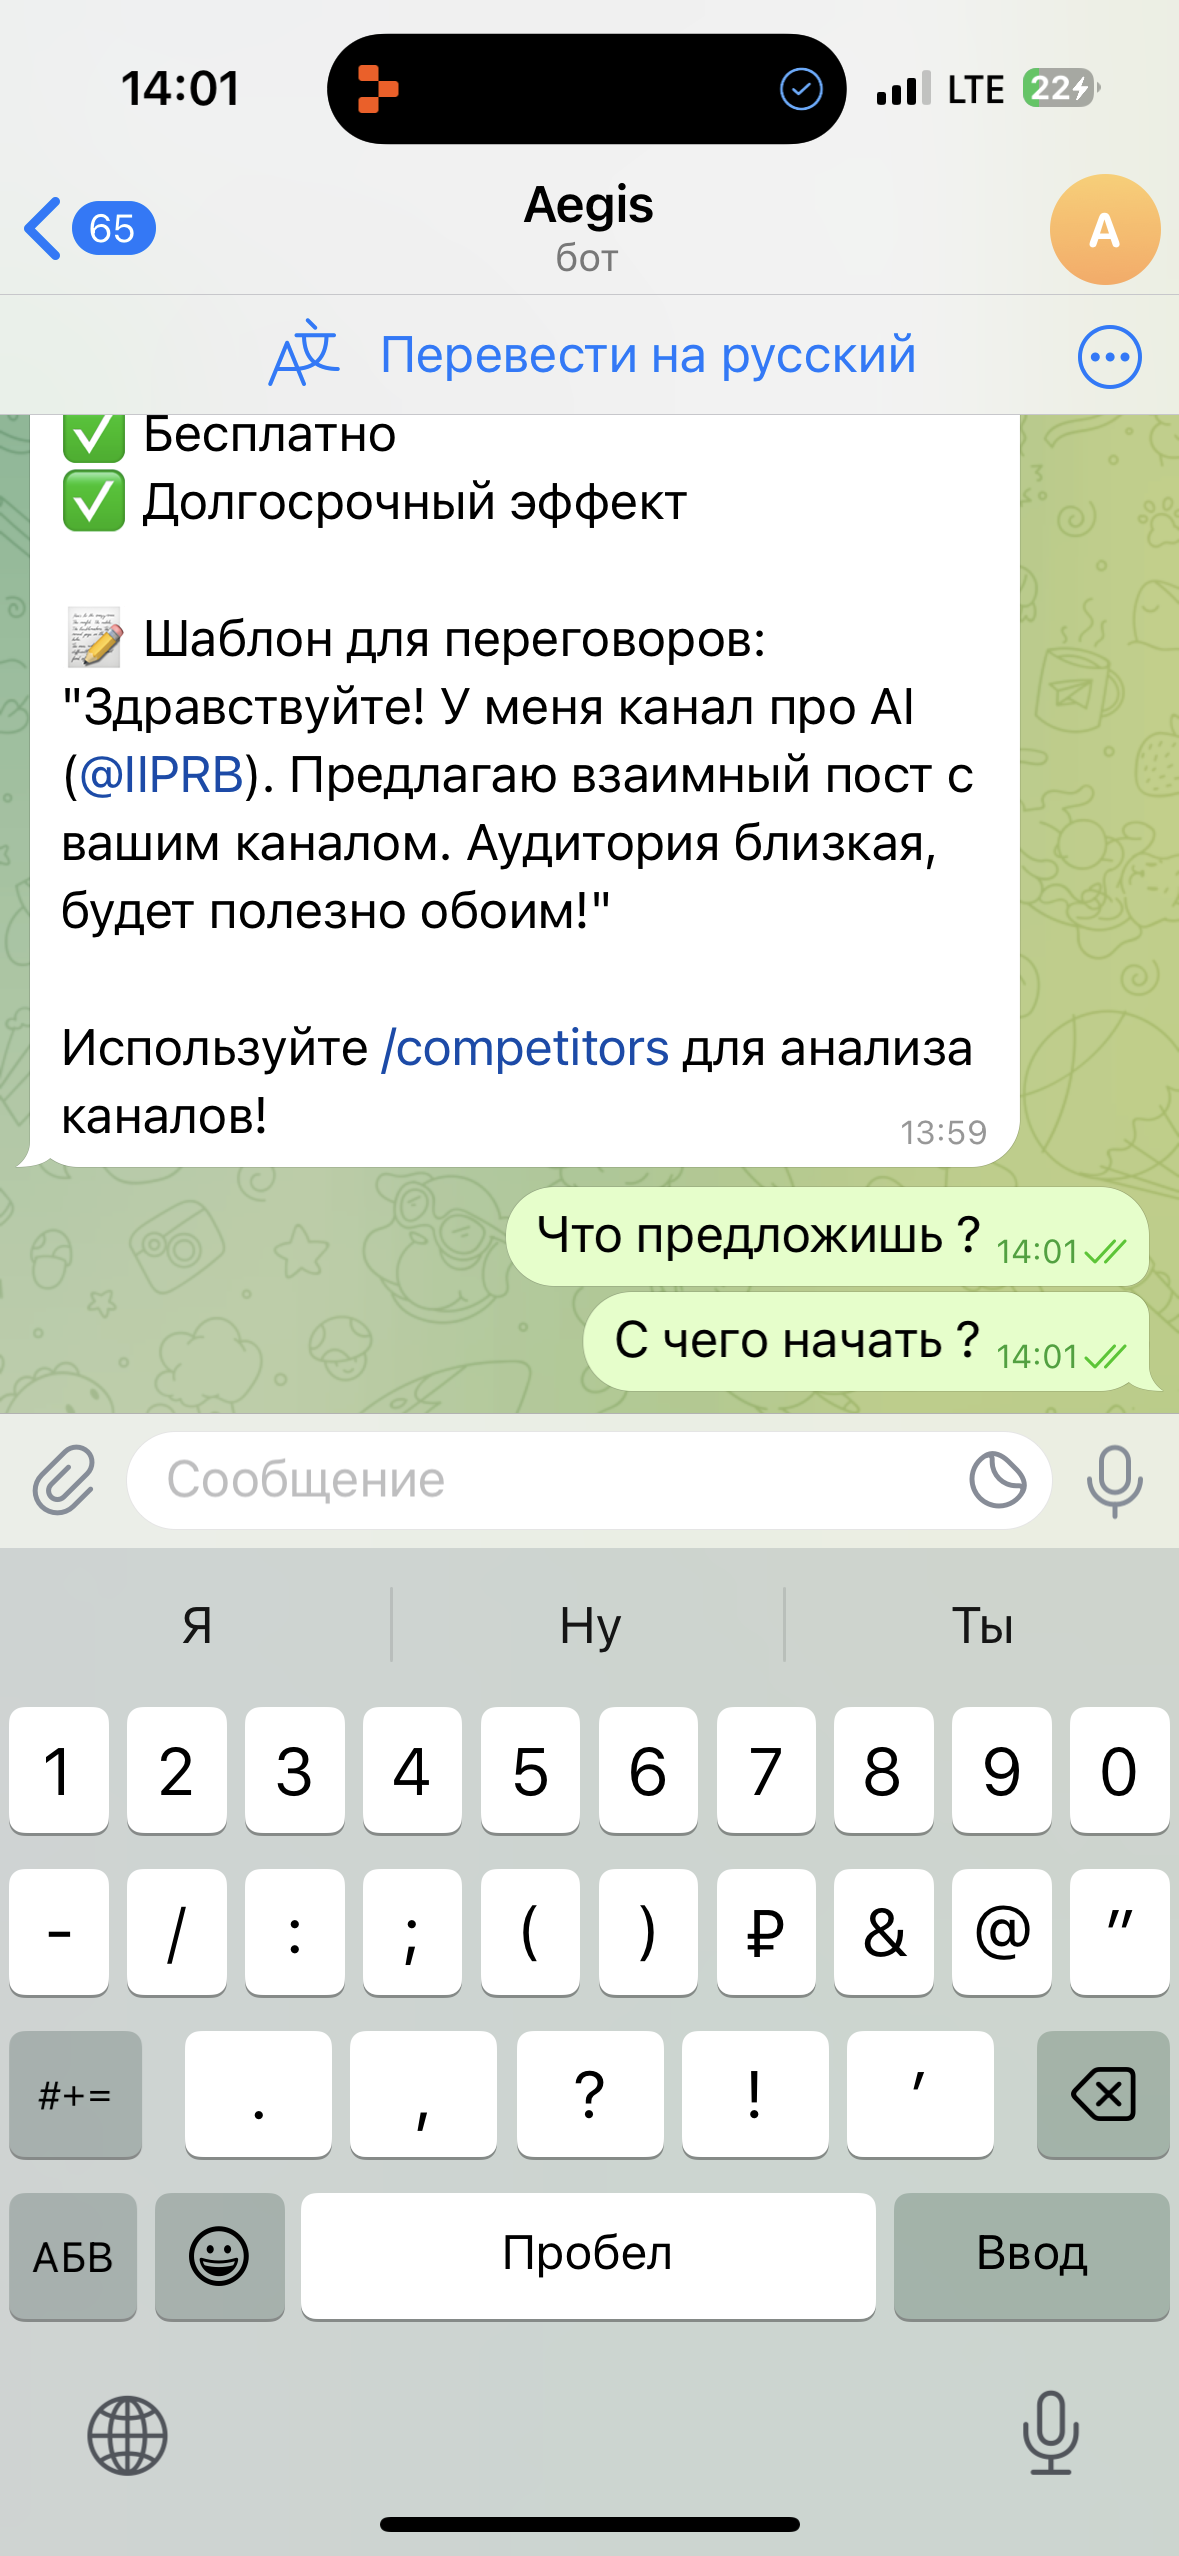 14:01
LTE
22
65
Aegis
бот
A
Перевести на русский
Бесплатно
Долгосрочный эффект
Шаблон для переговоров:
"Здравствуйте! У меня канал про AI
(@IIPRB). Предлагаю взаимный пост с
вашим каналом. Аудитория близкая,
будет полезно обоим!"
Используйте /competitors для анализа
каналов!
13:59
Что предложишь ? 14:01
С чего начать ? 14:01
Сообщение
Я Ну Ты
1 2 3 4 5 6 7 8 9 0
- / : ; ( ) ₽ & @ "
#+= . , ? ! '
АБВ Пробел Ввод